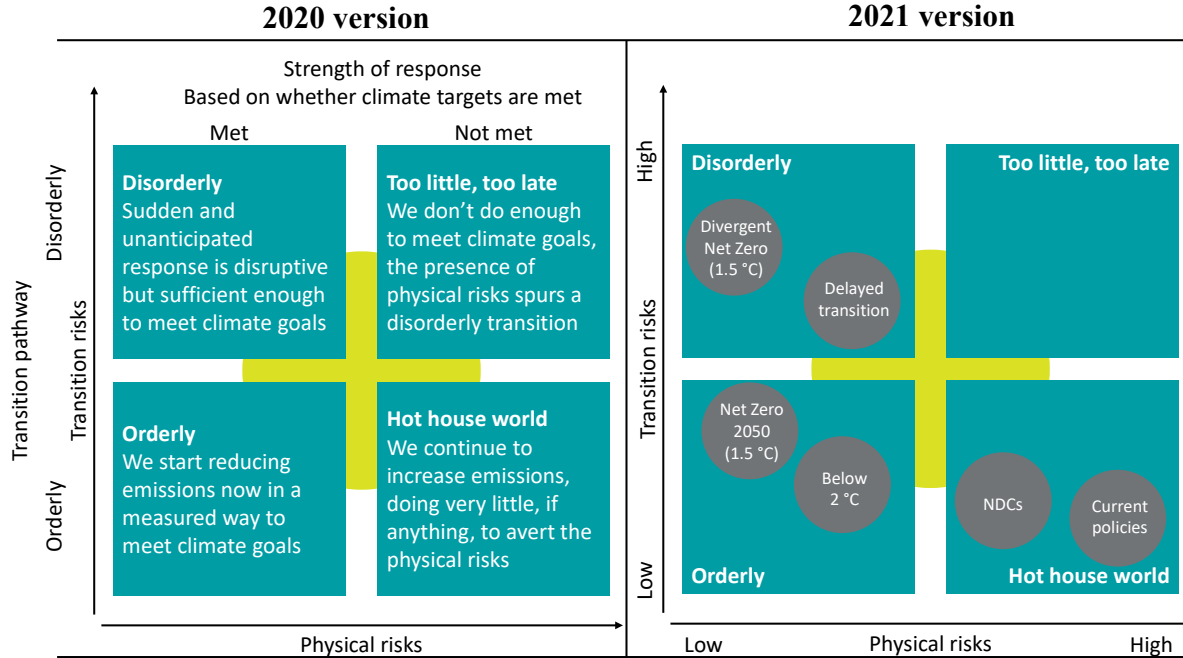 2020 version
2021 version
Strength of response
Based on whether climate targets are met
Met
Not met
Transition pathway
Disorderly
Orderly
Transition risks
Disorderly
Sudden and
unanticipated
response is disruptive
but sufficient enough
to meet climate goals
Too little, too late
We don’t do enough
to meet climate goals,
the presence of
physical risks spurs a
disorderly transition
Orderly
We start reducing
emissions now in a
measured way to
meet climate goals
Hot house world
We continue to
increase emissions,
doing very little, if
anything, to avert the
physical risks
Physical risks
High
Transition risks
Low
Disorderly
Divergent
Net Zero
(1.5 °C)
Delayed
transition
Too little, too late
Net Zero
2050
(1.5 °C)
Below
2 °C
Orderly
NDCs
Current
policies
Hot house world
Low
Physical risks
High